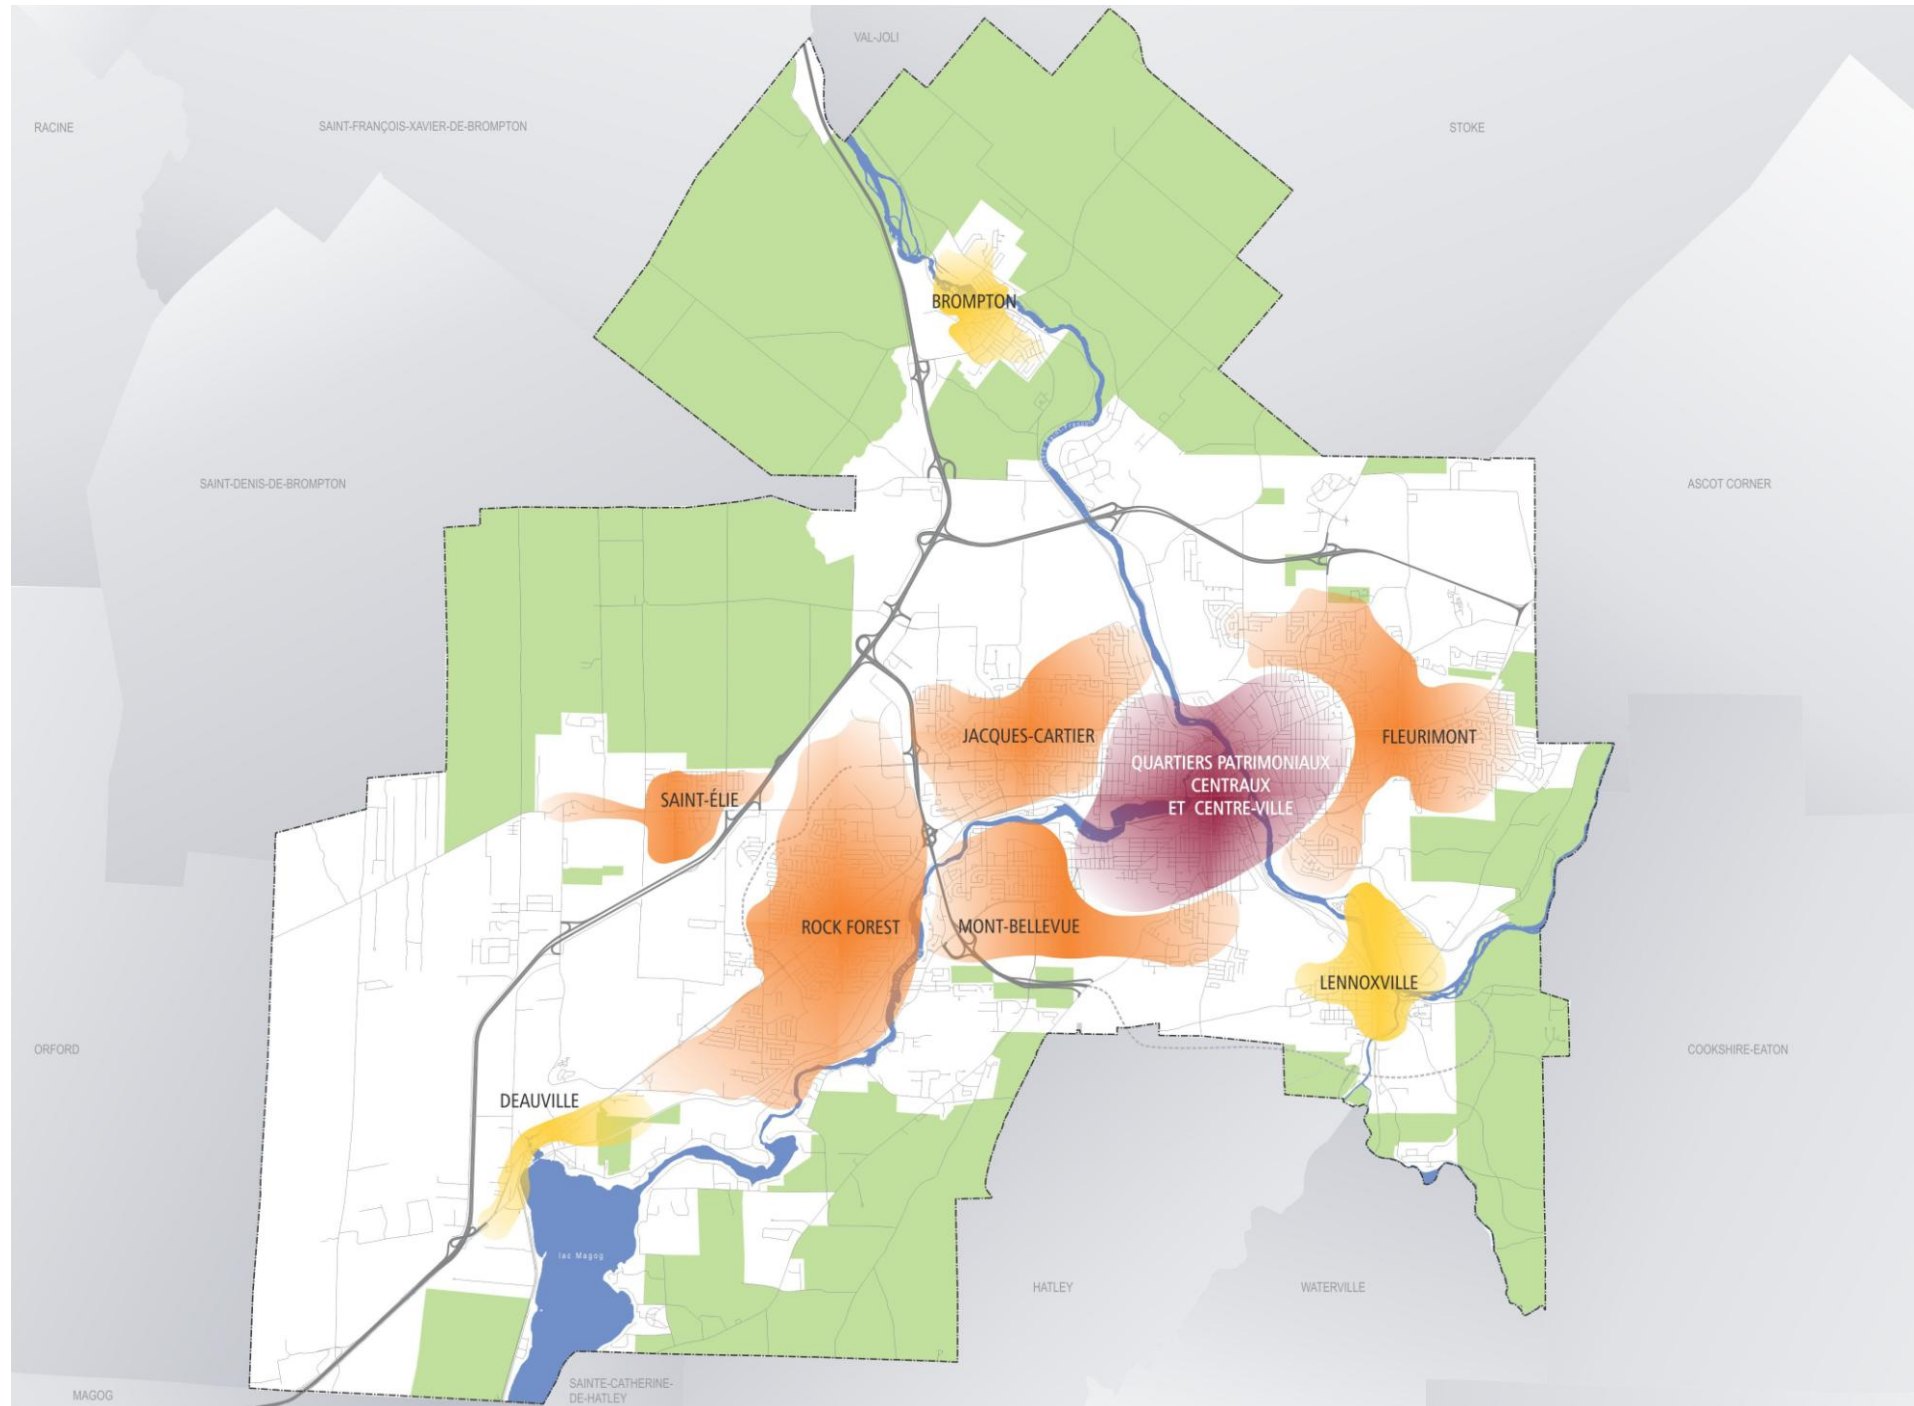 VAL-JOLI
RACINE
SAINT-FRANÇOIS-XAVIER-DE-BROMPTON
STOKE
BROMPTON
SAINT-DENIS-DE-BROMPTON
ASCOT CORNER
JACQUES-CARTIER
FLEURIMONT
QUARTIERS PATRIMONIAUX
CENTRAUX
ET CENTRE-VILLE
SAINT-ÉLIE
ROCK FOREST
MONT-BELLEVUE
LENNOXVILLE
ORFORD
COOKSHIRE-EATON
DEAUVILLE
lac Magog
HATLEY
WATERVILLE
MAGOG
SAINTE-CATHERINE-
DE-HATLEY